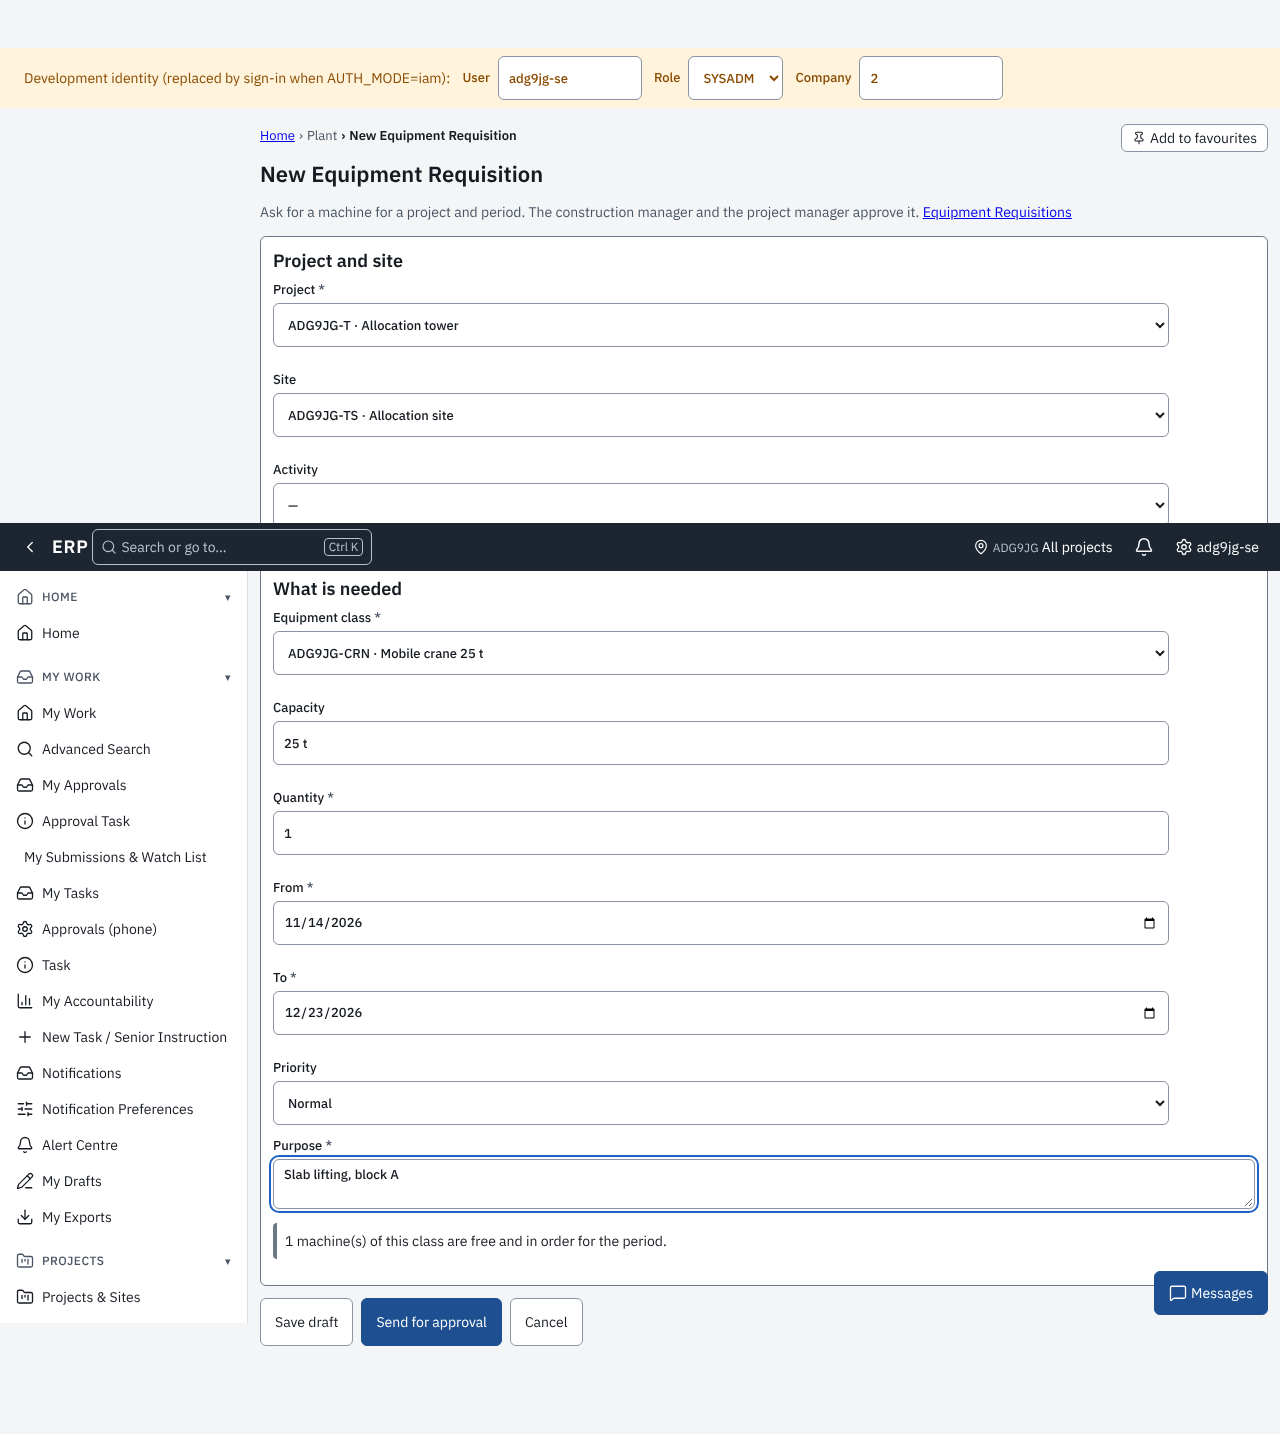 Development identity (replaced by sign-in when AUTH_MODE=iam): User adg9jg-se Role SYSADM Company 2
Home › Plant › New Equipment Requisition
Add to favourites
New Equipment Requisition
Ask for a machine for a project and period. The construction manager and the project manager approve it. Equipment Requisitions
Project and site
Project *
ADG9JG-T · Allocation tower
Site
ADG9JG-TS · Allocation site
Activity
—
ERP
Search or go to...
Ctrl K
ADG9JG All projects
adg9jg-se
HOME
Home
MY WORK
My Work
Advanced Search
My Approvals
Approval Task
My Submissions & Watch List
My Tasks
Approvals (phone)
Task
My Accountability
New Task / Senior Instruction
Notifications
Notification Preferences
Alert Centre
My Drafts
My Exports
PROJECTS
Projects & Sites
What is needed
Equipment class *
ADG9JG-CRN · Mobile crane 25 t
Capacity
25 t
Quantity *
1
From *
11/14/2026
To *
12/23/2026
Priority
Normal
Purpose *
Slab lifting, block A
1 machine(s) of this class are free and in order for the period.
Messages
Save draft
Send for approval
Cancel